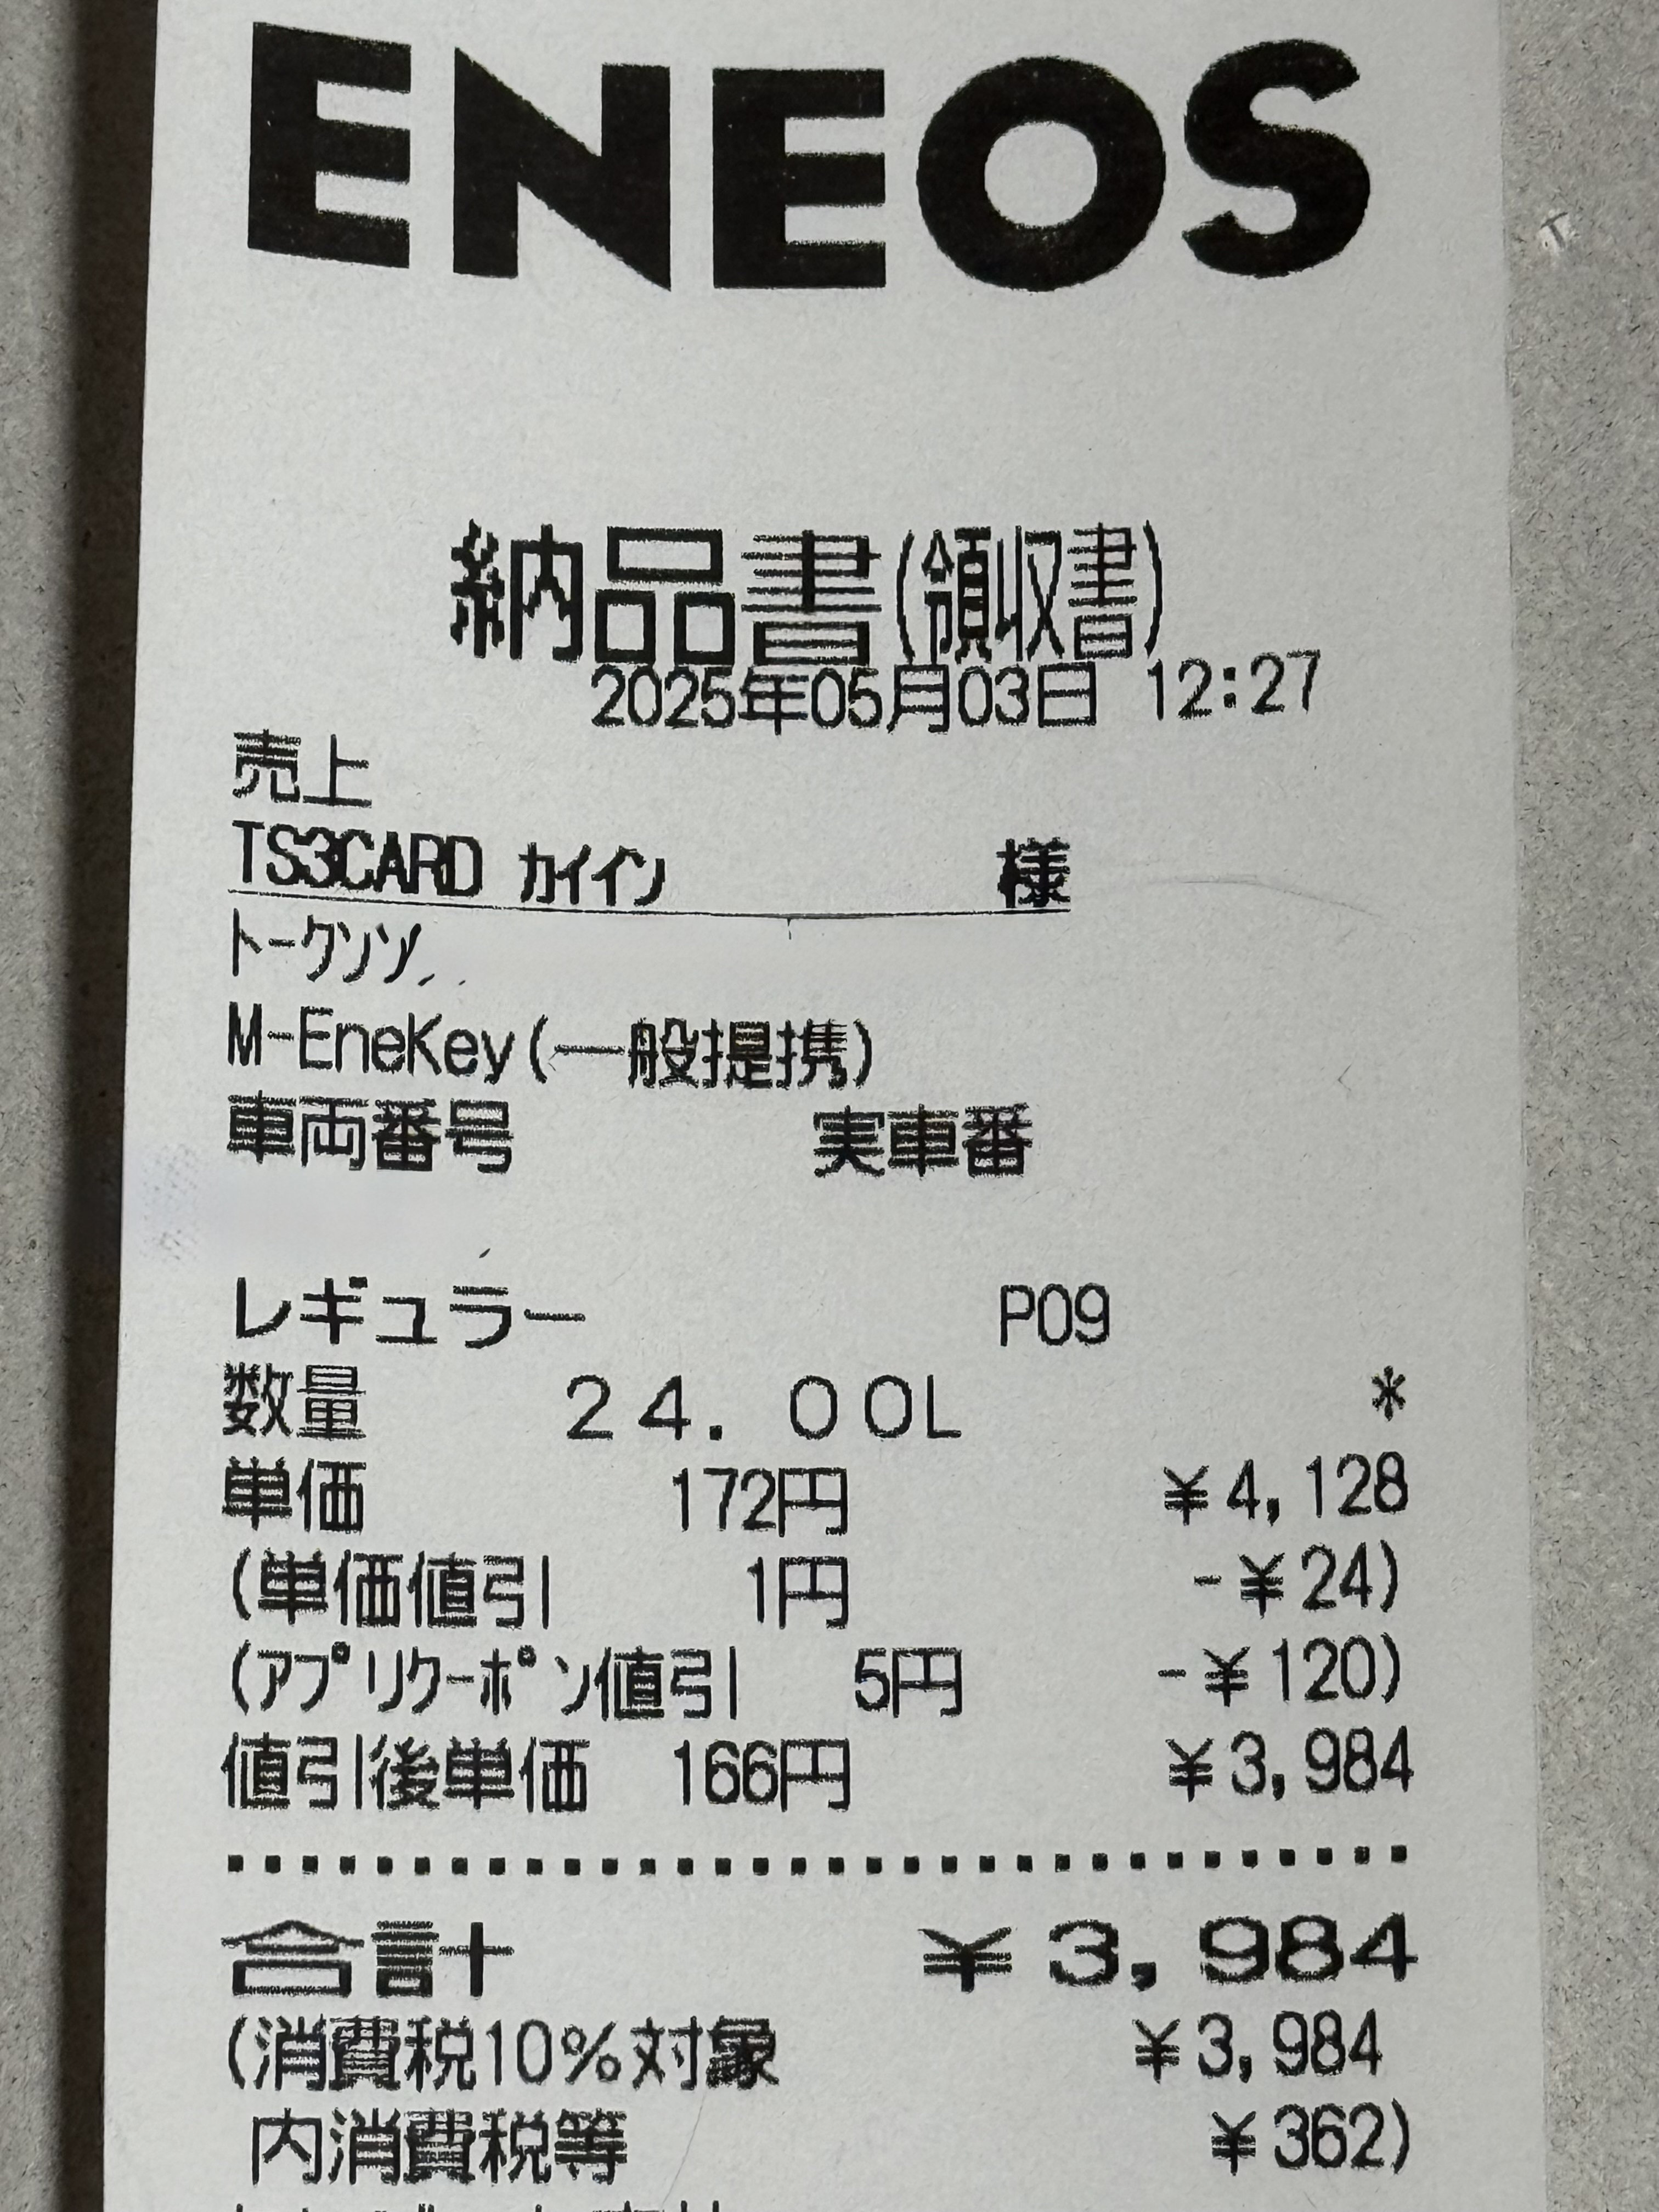 ENEOS
納品書(領収書)
2025年05月03日 12:27
売上
TS3CARD カイイン 様
M-EneKey(一般提携)
車両番号 実車番
レギュラー P09
数量 24.00L *
単価 172円 ¥4,128
(単価値引 1円 -¥24)
(アプリクーポン値引 5円 -¥120)
値引後単価 166円 ¥3,984
合計 ¥3,984
(消費税10%対象 ¥3,984
内消費税等 ¥362)